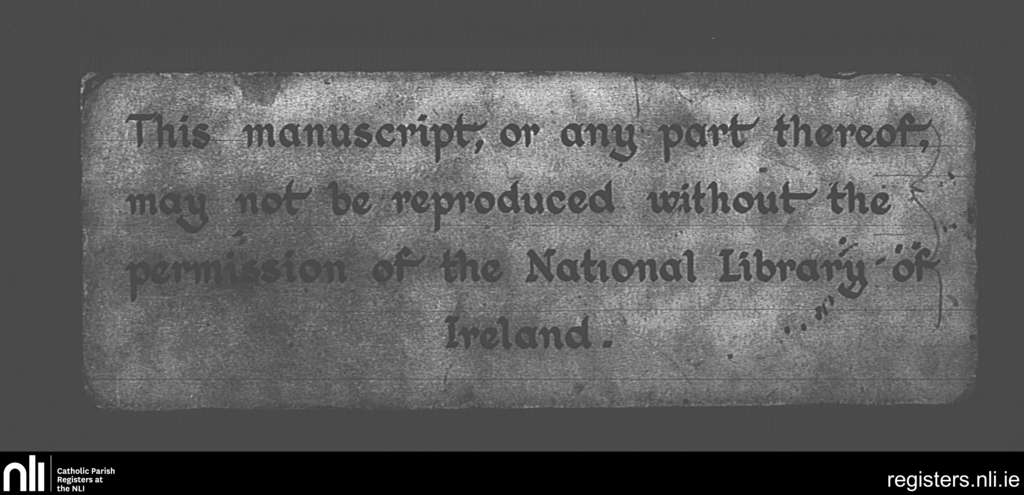 This manuscript, or any part thereof,
may not be reproduced without the
permission of the National Library of
Ireland.
nli
Catholic Parish
Registers at
the NLI
registers.nli.ie